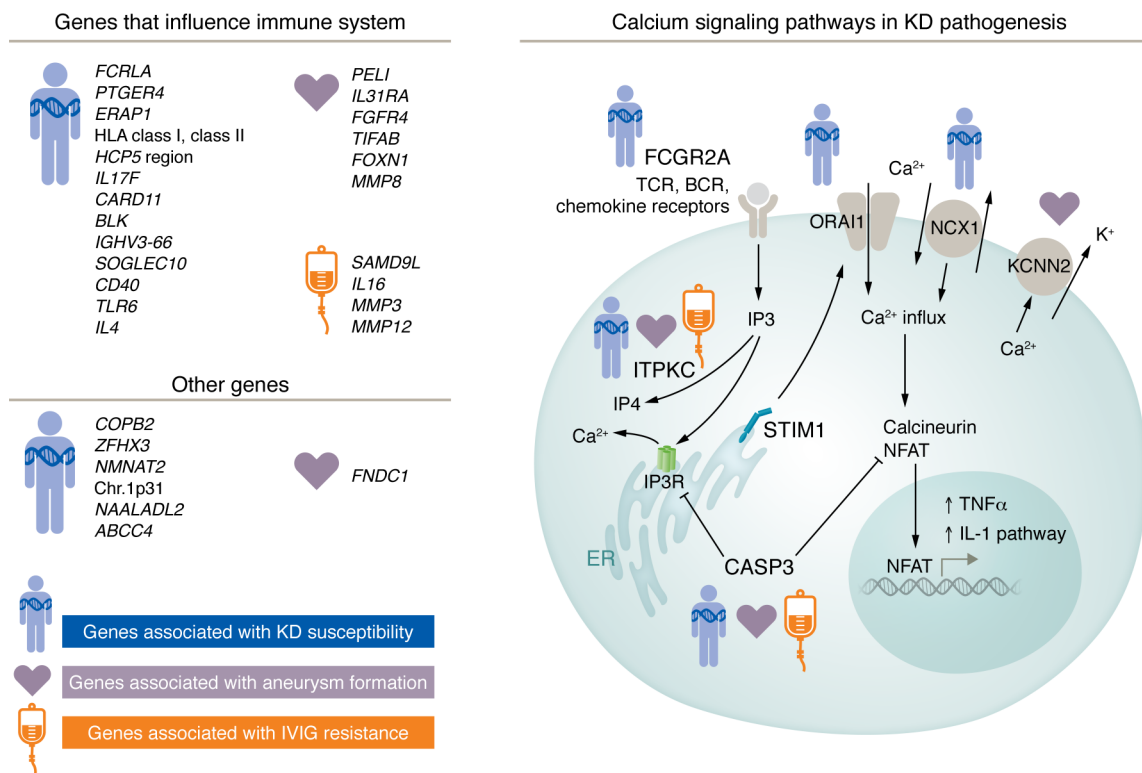 Genes that influence immune system
FCRLA
PTGER4
ERAP1
HLA class I, class II
HCP5 region
IL17F
CARD11
BLK
IGHV3-66
SOGLEC10
CD40
TLR6
IL4
PELI
IL31RA
FGFR4
TIFAB
FOXN1
MMP8
SAMD9L
IL16
MMP3
MMP12
Other genes
COPB2
ZFHX3
NMNAT2
Chr.1p31
NAALADL2
ABCC4
FNDC1
Genes associated with KD susceptibility
Genes associated with aneurysm formation
Genes associated with IVIG resistance
Calcium signaling pathways in KD pathogenesis
FCGR2A
TCR, BCR,
chemokine receptors
ORAI1
Ca²⁺
NCX1
KCNN2
K⁺
Ca²⁺
IP3
Ca²⁺ influx
ITPKC
IP4
Ca²⁺
STIM1
IP3R
Calcineurin
NFAT
ER
CASP3
↑ TNFα
↑ IL-1 pathway
NFAT